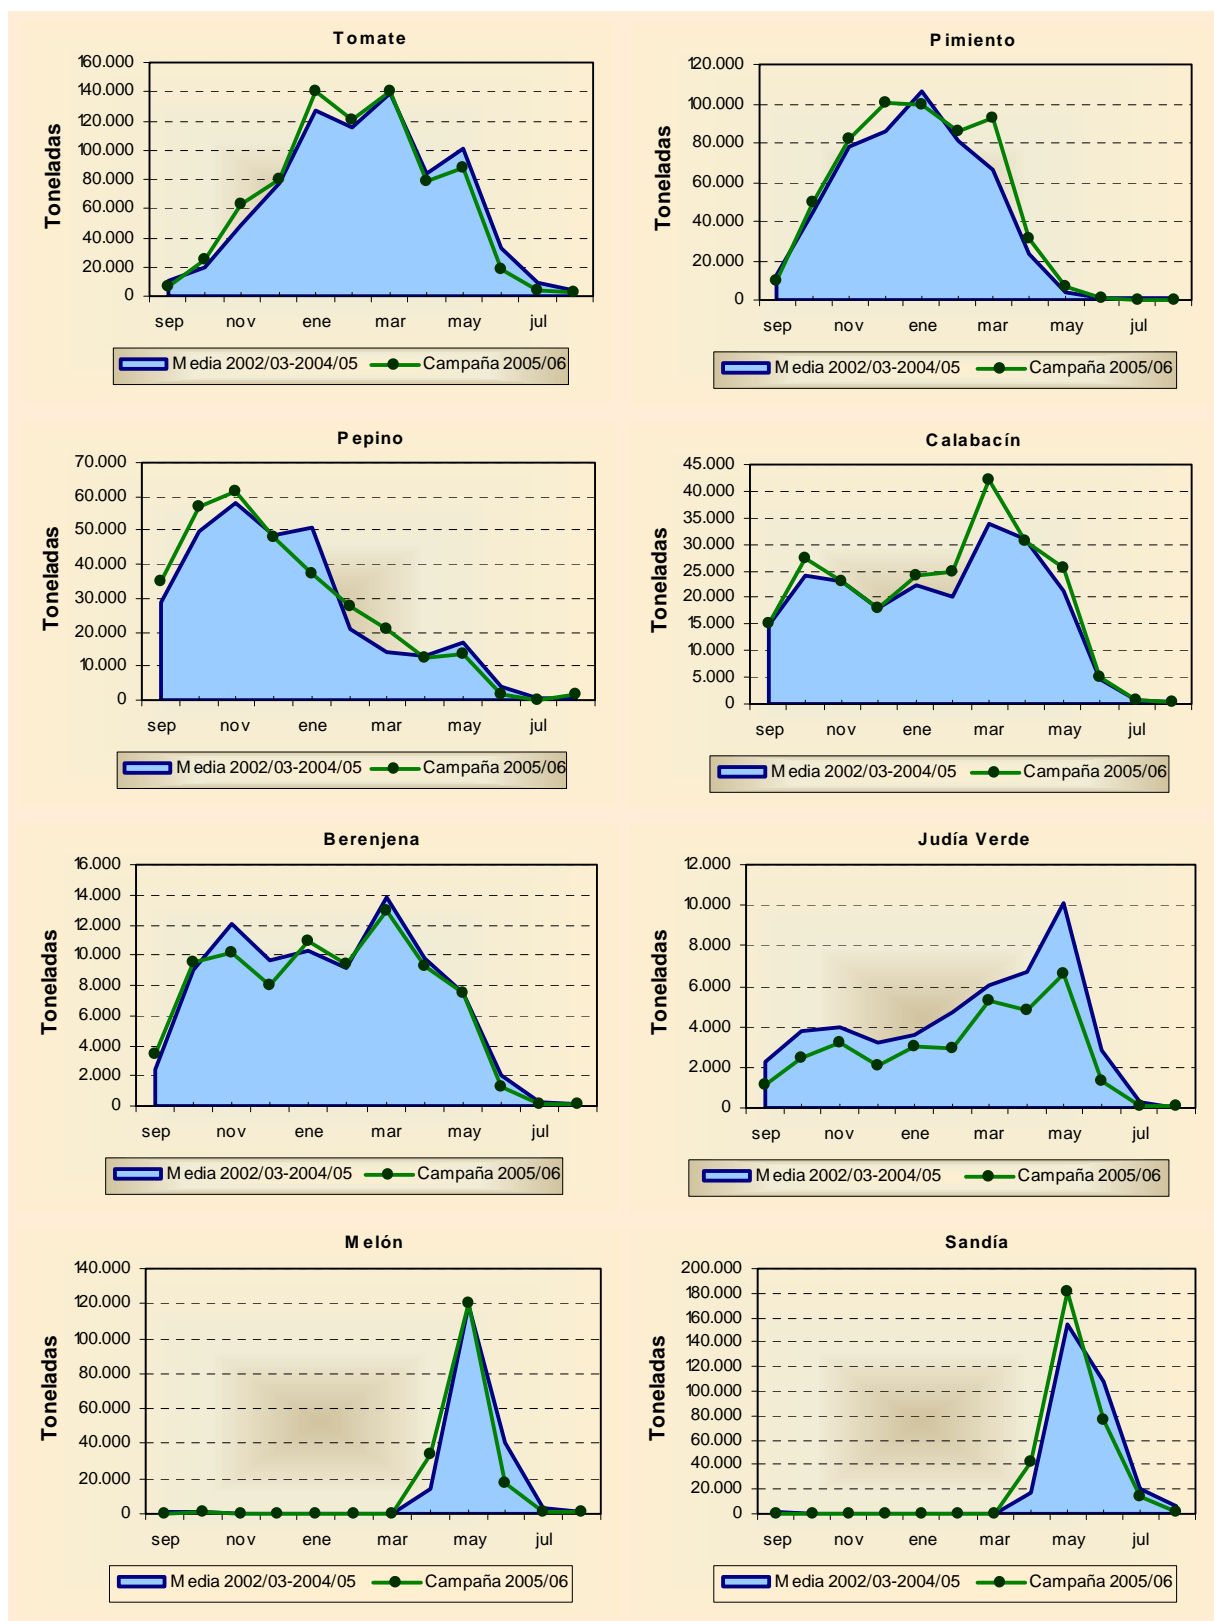 Tomate
Toneladas
160.000
140.000
120.000
100.000
80.000
60.000
40.000
20.000
0
sep nov ene mar may jul
Media 2002/03-2004/05 Campaña 2005/06
Pimiento
Toneladas
120.000
100.000
80.000
60.000
40.000
20.000
0
sep nov ene mar may jul
Media 2002/03-2004/05 Campaña 2005/06
Pepino
Toneladas
70.000
60.000
50.000
40.000
30.000
20.000
10.000
0
sep nov ene mar may jul
Media 2002/03-2004/05 Campaña 2005/06
Calabacín
Toneladas
45.000
40.000
35.000
30.000
25.000
20.000
15.000
10.000
5.000
0
sep nov ene mar may jul
Media 2002/03-2004/05 Campaña 2005/06
Berenjena
Toneladas
16.000
14.000
12.000
10.000
8.000
6.000
4.000
2.000
0
sep nov ene mar may jul
Media 2002/03-2004/05 Campaña 2005/06
Judía Verde
Toneladas
12.000
10.000
8.000
6.000
4.000
2.000
0
sep nov ene mar may jul
Media 2002/03-2004/05 Campaña 2005/06
Melón
Toneladas
140.000
120.000
100.000
80.000
60.000
40.000
20.000
0
sep nov ene mar may jul
Media 2002/03-2004/05 Campaña 2005/06
Sandía
Toneladas
200.000
180.000
160.000
140.000
120.000
100.000
80.000
60.000
40.000
20.000
0
sep nov ene mar may jul
Media 2002/03-2004/05 Campaña 2005/06